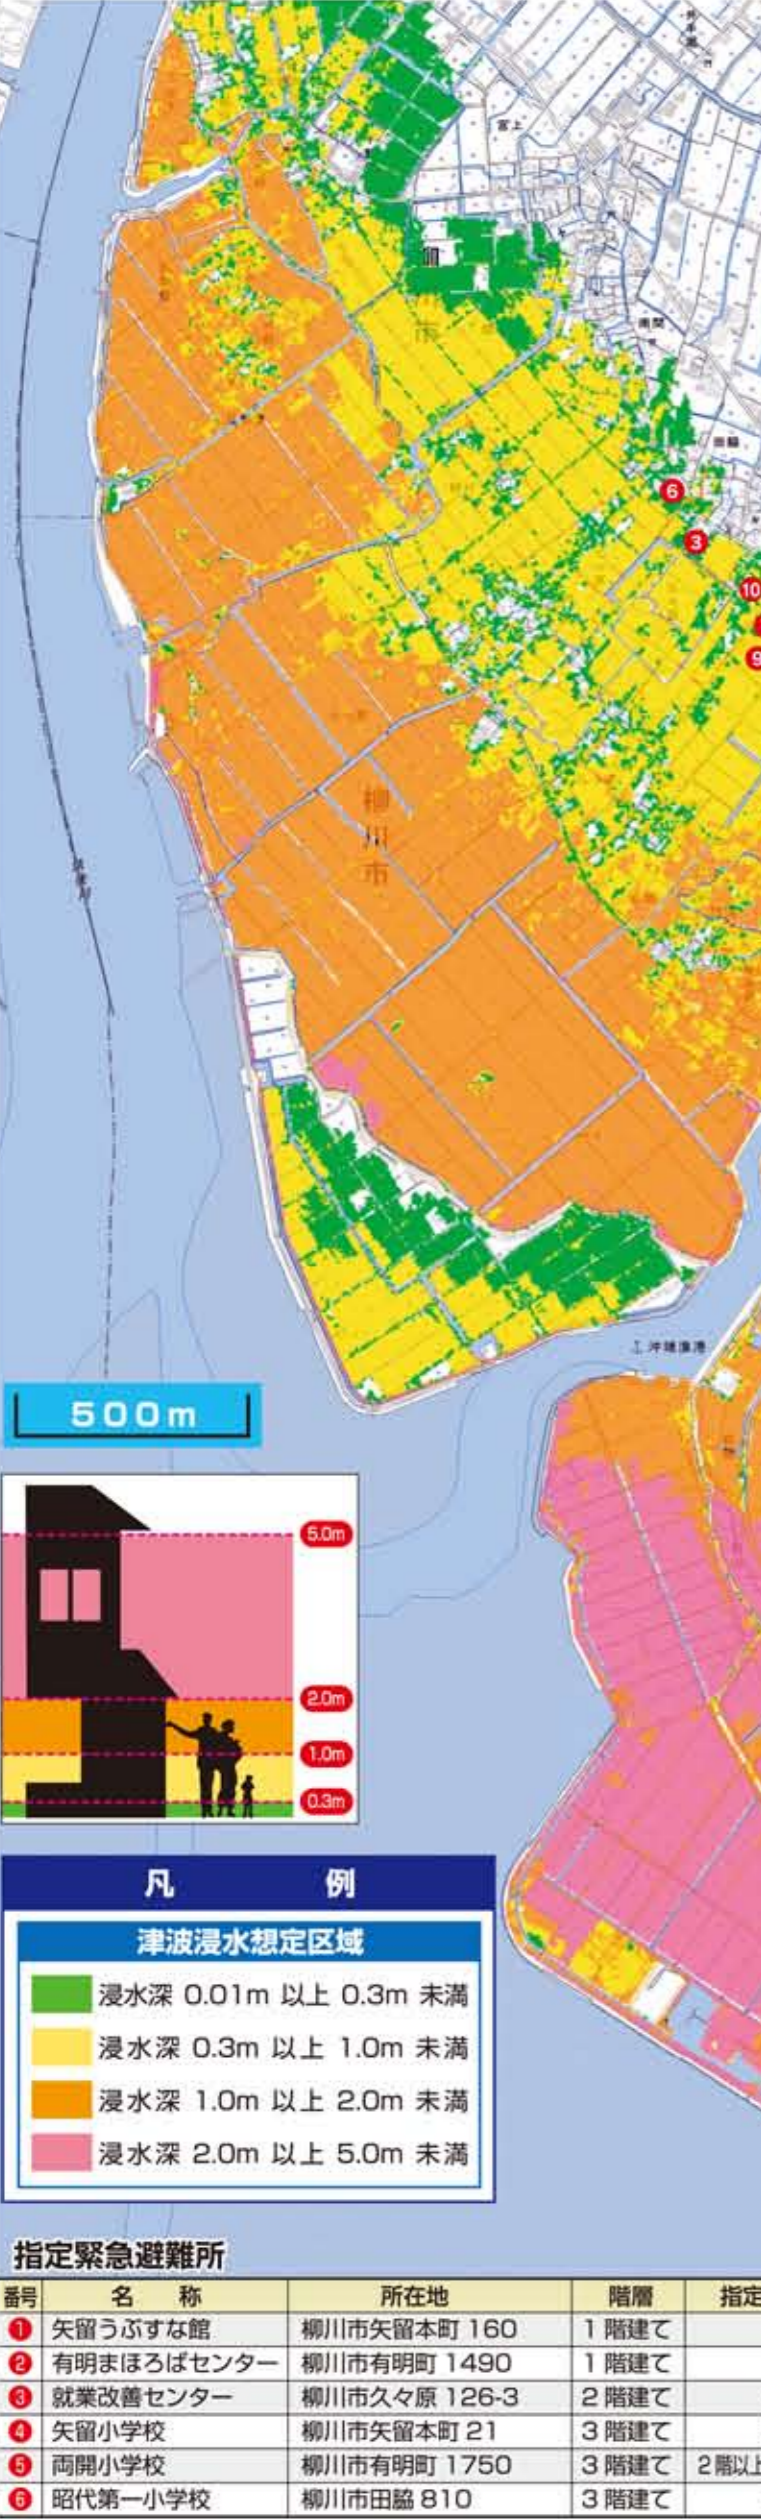 宮上
南関
田脇
6
3
10
9
柳
川
市
沖端漁港
500m
5.0m
2.0m
1.0m
0.3m
凡 例
津波浸水想定区域
浸水深 0.01m 以上 0.3m 未満
浸水深 0.3m 以上 1.0m 未満
浸水深 1.0m 以上 2.0m 未満
浸水深 2.0m 以上 5.0m 未満
指定緊急避難所
番号 名 称 所在地 階層 指定
1 矢留うぶすな館 柳川市矢留本町 160 1 階建て
2 有明まほろばセンター 柳川市有明町 1490 1 階建て
3 就業改善センター 柳川市久々原 126-3 2 階建て
4 矢留小学校 柳川市矢留本町 21 3 階建て
5 両開小学校 柳川市有明町 1750 3 階建て 2 階以上
6 昭代第一小学校 柳川市田脇 810 3 階建て